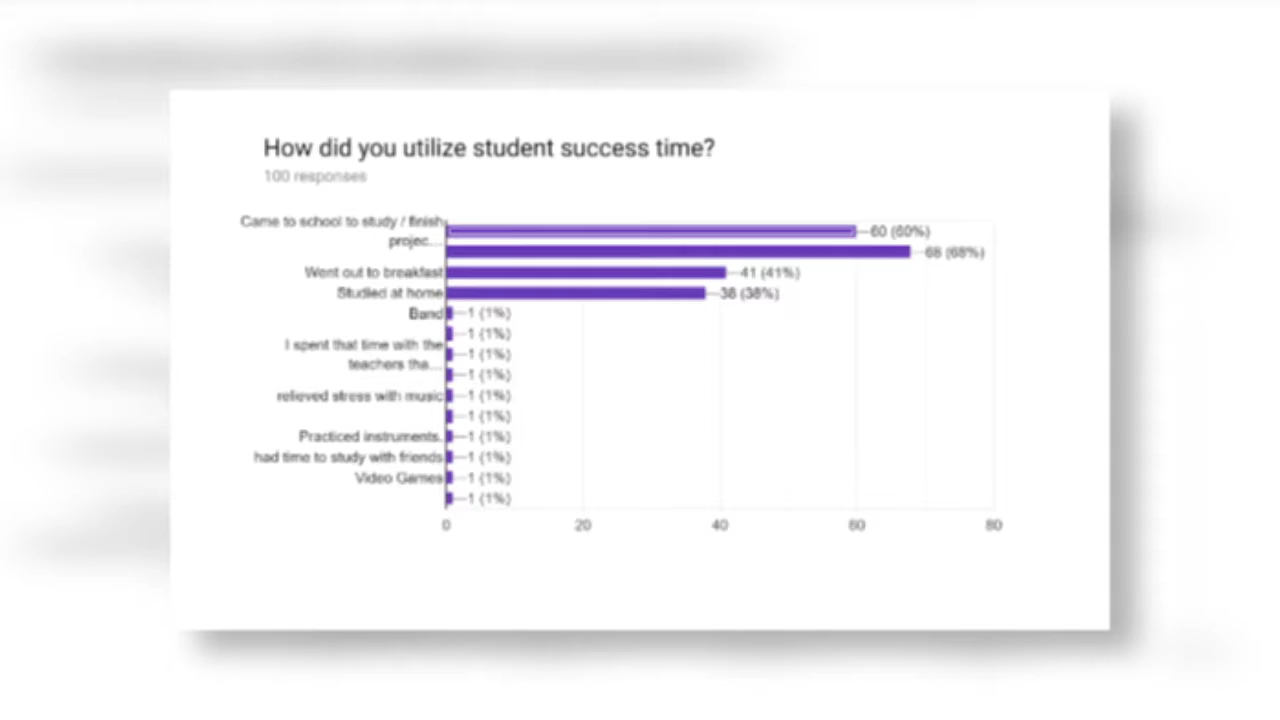 How did you utilize student success time?
100 responses
Came to school to study / finish
projec...
60 (60%)
68 (68%)
Went out to breakfast
41 (41%)
Studied at home
38 (38%)
Band
1 (1%)
1 (1%)
I spent that time with the
teachers tha...
1 (1%)
1 (1%)
relieved stress with music
1 (1%)
1 (1%)
Practiced instruments.
1 (1%)
had time to study with friends
1 (1%)
Video Games
1 (1%)
1 (1%)
0 20 40 60 80